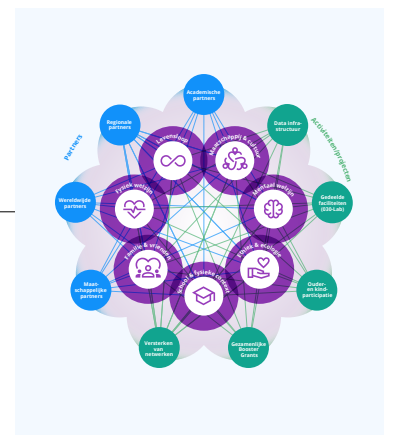 Academische
partners
Regionale
partners
Data infra-
structuur
Partners
Activiteiten/projecten
Levensloop
Maatschappij & cultuur
Fysiek welzijn
Mentaal welzijn
Wereldwijde
partners
Gedeelde
faciliteiten
(030-Lab)
Familie & vrienden
Ethiek & ecologie
School & fysieke context
Maat-
schappelijke
partners
Ouder-
en kind-
participatie
Versterken
van
netwerken
Gezamenlijke
Booster
Grants